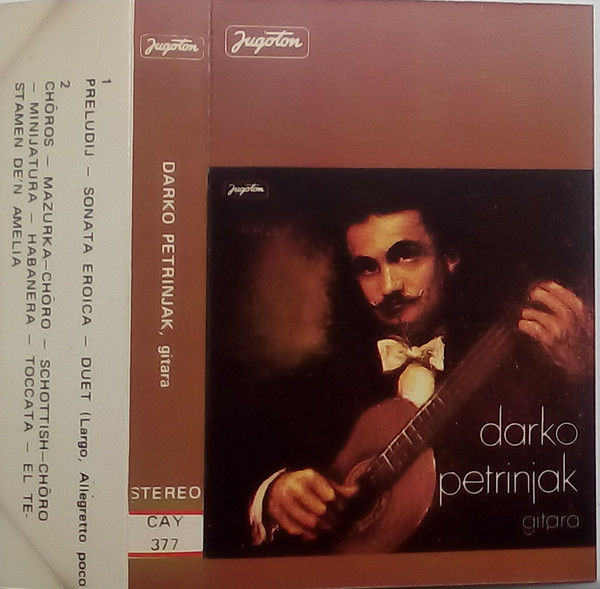 1
PRELUDIJ — SONATA EROICA — DUET (Largo, Allegretto poco
2
CHÔROS — MAZURKA-CHÔRO — SCHOTTISH-CHÔRO
— MINIJATURA — HABANERA — TOCCATA — EL TE-
STAMEN DE'N AMELIA
Jugoton
DARKO PETRINJAK, gitara
STEREO
CAY
377
Jugoton
Jugoton
darko
petrinjak
gitara